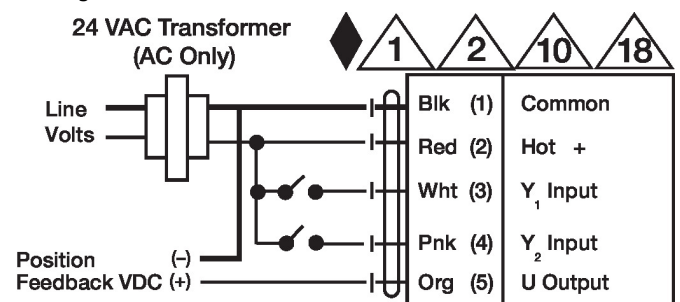 24 VAC Transformer
(AC Only)
1 2 10 18
Line
Volts
Blk (1) Common
Red (2) Hot +
Wht (3) Y1 Input
Pnk (4) Y2 Input
Position (-)
Feedback VDC (+)
Org (5) U Output